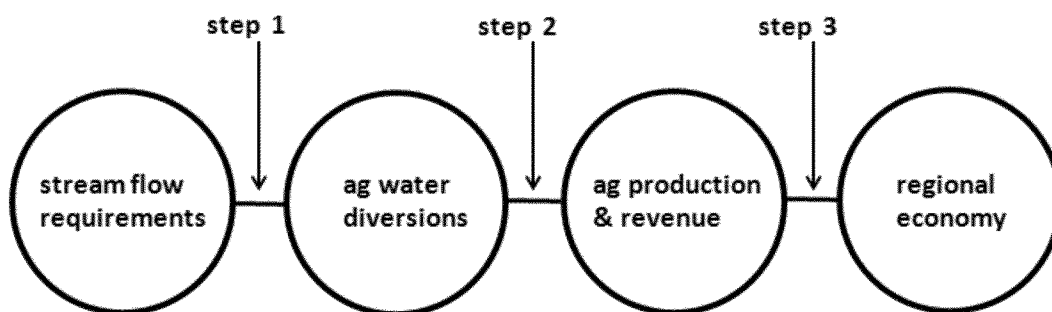 step 1
step 2
step 3
stream flow
requirements
ag water
diversions
ag production
& revenue
regional
economy